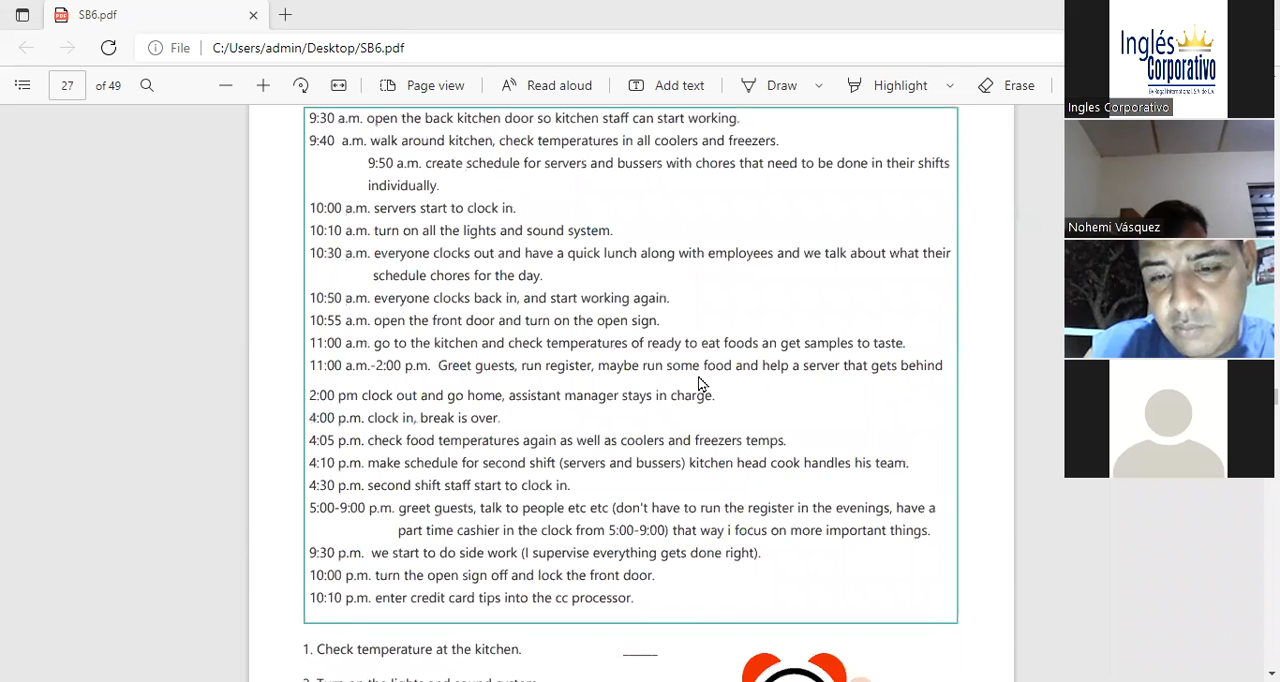 SB6.pdf
File C:/Users/admin/Desktop/SB6.pdf
27 of 49 Page view Read aloud Add text Draw Highlight Erase
9:30 a.m. open the back kitchen door so kitchen staff can start working.
9:40 a.m. walk around kitchen, check temperatures in all coolers and freezers.
9:50 a.m. create schedule for servers and bussers with chores that need to be done in their shifts
individually.
10:00 a.m. servers start to clock in.
10:10 a.m. turn on all the lights and sound system.
10:30 a.m. everyone clocks out and have a quick lunch along with employees and we talk about what their
schedule chores for the day.
10:50 a.m. everyone clocks back in, and start working again.
10:55 a.m. open the front door and turn on the open sign.
11:00 a.m. go to the kitchen and check temperatures of ready to eat foods an get samples to taste.
11:00 a.m.-2:00 p.m. Greet guests, run register, maybe run some food and help a server that gets behind
2:00 pm clock out and go home, assistant manager stays in charge.
4:00 p.m. clock in, break is over.
4:05 p.m. check food temperatures again as well as coolers and freezers temps.
4:10 p.m. make schedule for second shift (servers and bussers) kitchen head cook handles his team.
4:30 p.m. second shift staff start to clock in.
5:00-9:00 p.m. greet guests, talk to people etc etc (don't have to run the register in the evenings, have a
part time cashier in the clock from 5:00-9:00) that way i focus on more important things.
9:30 p.m. we start to do side work (I supervise everything gets done right).
10:00 p.m. turn the open sign off and lock the front door.
10:10 p.m. enter credit card tips into the cc processor.
1. Check temperature at the kitchen. _____
Inglés
Corporativo
Ingles Corporativo
Nohemi Vásquez